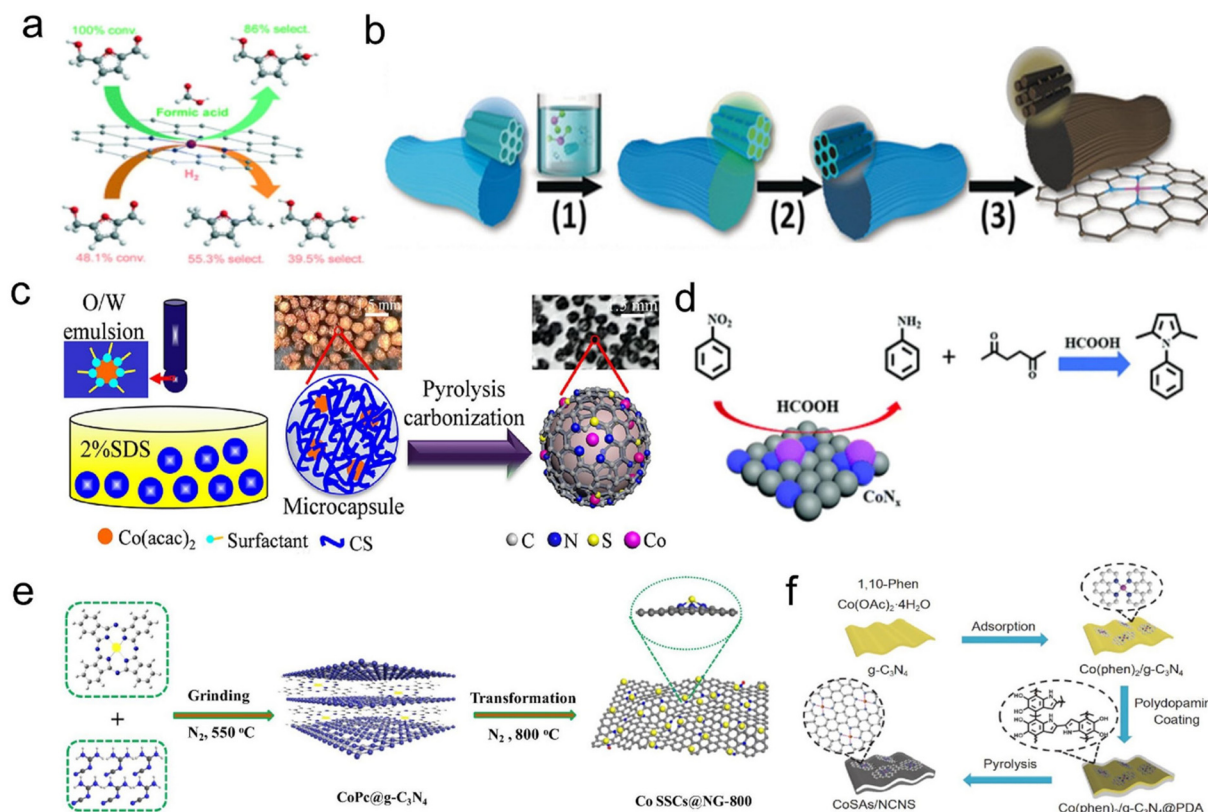 a
100% conv.
86% select.
Formic acid
H₂
48.1% conv.
55.3% select.
+
39.5% select.
b
(1)
(2)
(3)
c
O/W
emulsion
2%SDS
1.5 mm
Microcapsule
Pyrolysis
carbonization
1.5 mm
Co(acac)₂
Surfactant
CS
C
N
S
Co
d
NO₂
HCOOH
CoNₓ
NH₂
+
O
O
HCOOH
N
e
+
Grinding
N₂, 550 °C
CoPc@g-C₃N₄
Transformation
N₂ , 800 °C
Co SSCs@NG-800
f
1,10-Phen
Co(OAc)₂·4H₂O
g-C₃N₄
Adsorption
Co(phen)₂/g-C₃N₄
Polydopamin
Coating
Co(phen)₂/g-C₃N₄@PDA
Pyrolysis
CoSAs/NCNS